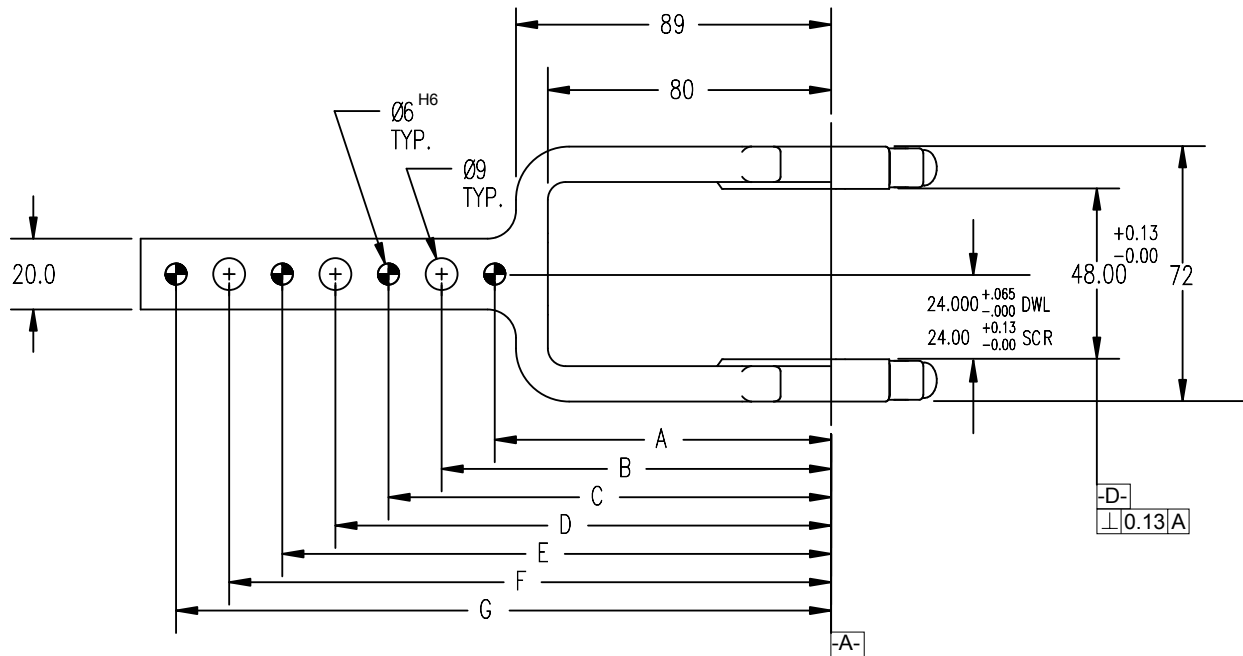 89
80
Ø6 H6
TYP.
Ø9
TYP.
20.0
+0.13
-0.00
48.00
72
24.000 +.065 -.000 DWL
24.00 +0.13 -0.00 SCR
A
B
C
D
E
F
G
-D-
⊥ 0.13 A
-A-